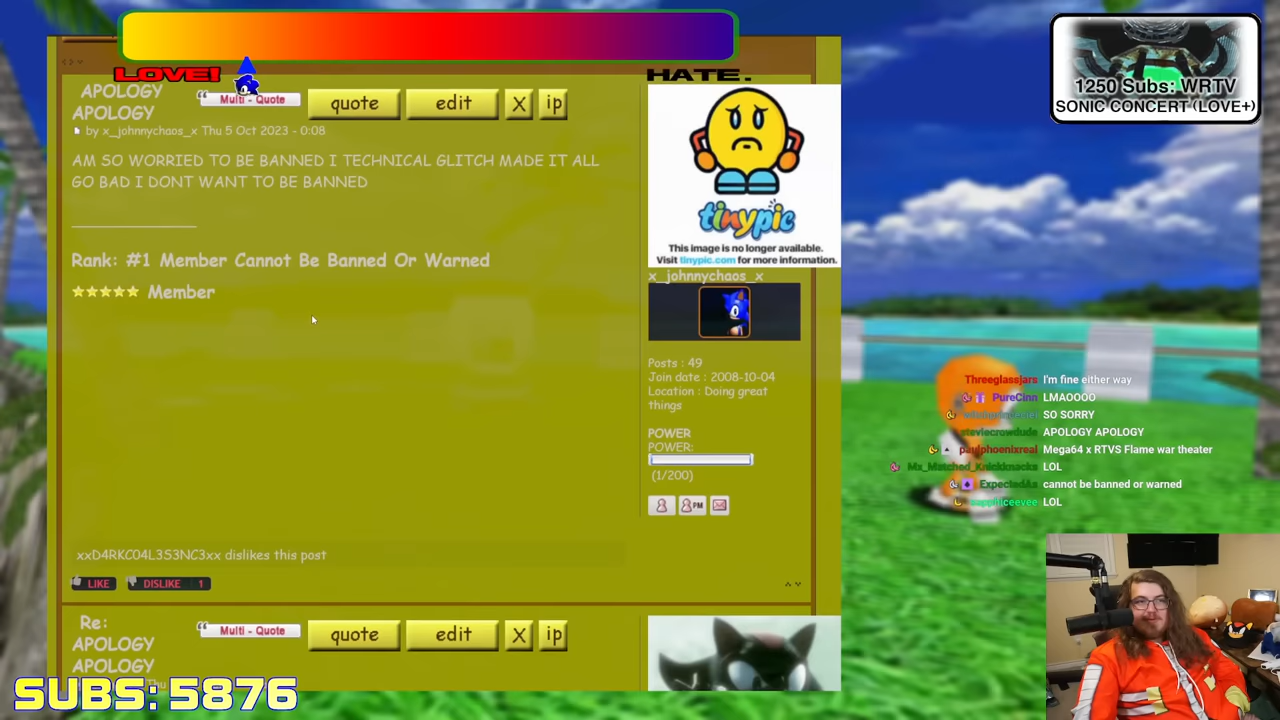 LOVE!
HATE.
1250 Subs: WRTV
SONIC CONCERT (LOVE+)
APOLOGY
APOLOGY
Multi - Quote
quote
edit
X
ip
by x_johnnychaos_x Thu 5 Oct 2023 - 0:08
AM SO WORRIED TO BE BANNED I TECHNICAL GLITCH MADE IT ALL
GO BAD I DONT WANT TO BE BANNED
Rank: #1 Member Cannot Be Banned Or Warned
Member
tinypic
This image is no longer available.
Visit tinypic.com for more information.
x_johnnychaos_x
Posts : 49
Join date : 2008-10-04
Location : Doing great
things
POWER
POWER:
(1/200)
PM
xxD4RKC04L3S3NC3xx dislikes this post
LIKE
DISLIKE 1
Re:
APOLOGY
APOLOGY
Multi - Quote
quote
edit
X
ip
Threeglassjars I'm fine either way
PureCinn LMAOOOO
SO SORRY
steviecrowdude APOLOGY APOLOGY
paulphoenixreal Mega64 x RTVS Flame war theater
Mx_Matched_Knickknacks LOL
ExpectedAs cannot be banned or warned
LOL
SUBS: 5876